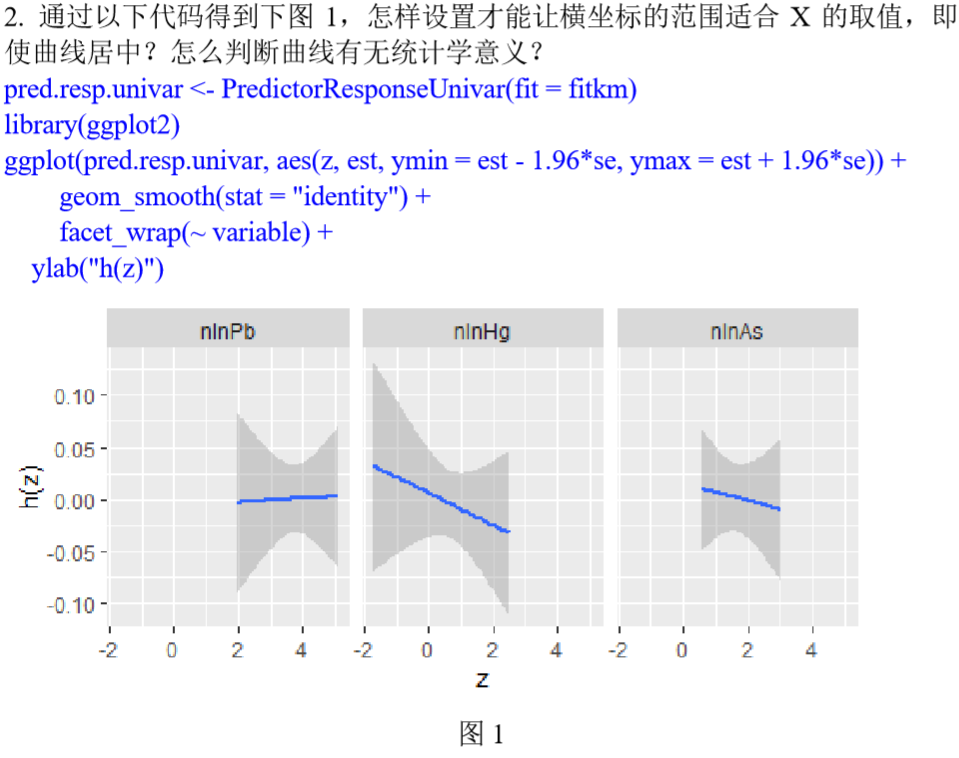 2. 通过以下代码得到下图 1，怎样设置才能让横坐标的范围适合 X 的取值，即
使曲线居中？怎么判断曲线有无统计学意义？
pred.resp.univar <- PredictorResponseUnivar(fit = fitkm)
library(ggplot2)
ggplot(pred.resp.univar, aes(z, est, ymin = est - 1.96*se, ymax = est + 1.96*se)) +
geom_smooth(stat = "identity") +
facet_wrap(~ variable) +
ylab("h(z)")
nlnPb nlnHg nlnAs
0.10
0.05
0.00
-0.05
-0.10
h(z)
-2 0 2 4 -2 0 2 4 -2 0 2 4
z
图 1